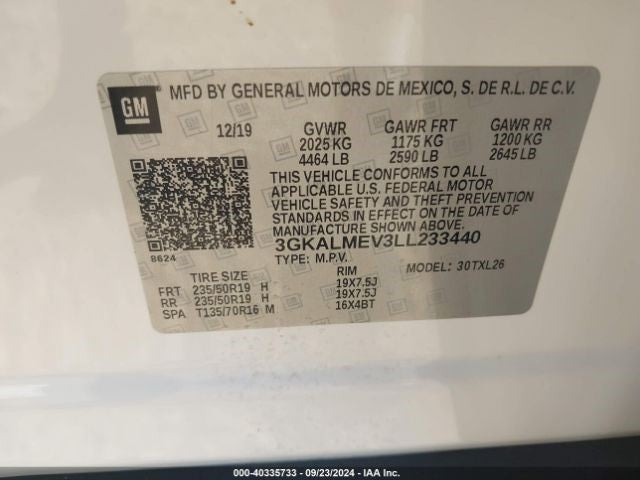 GM
MFD BY GENERAL MOTORS DE MEXICO, S. DE R.L. DE C.V.
12/19 GVWR GAWR FRT GAWR RR
2025 KG 1175 KG 1200 KG
4464 LB 2590 LB 2645 LB
THIS VEHICLE CONFORMS TO ALL
APPLICABLE U.S. FEDERAL MOTOR
VEHICLE SAFETY AND THEFT PREVENTION
STANDARDS IN EFFECT ON THE DATE OF
MANUFACTURE SHOWN ABOVE.
3GKALMEV3LL233440
8624
TYPE: M.P.V. MODEL: 30TXL26
TIRE SIZE RIM
FRT 235/50R19 H 19X7.5J
RR 235/50R19 H 19X7.5J
SPA T135/70R16 M 16X4BT
000-40335733 - 09/23/2024 - IAA Inc.